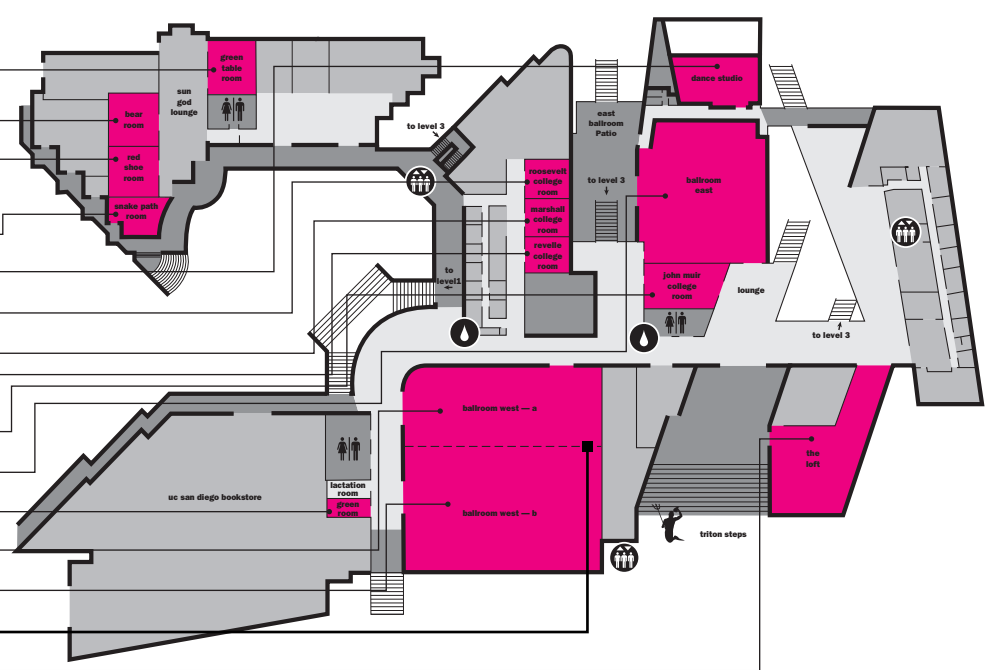 green
table
room
dance studio
sun
god
lounge
bear
room
east
ballroom
Patio
to level 3
red
shoe
room
roosevelt
college
room
to level 3
ballroom
east
snake path
room
marshall
college
room
revelle
college
room
to
level1
john muir
college
room
lounge
to level 3
ballroom west — a
the
loft
lactation
room
uc san diego bookstore
green
room
ballroom west — b
triton steps